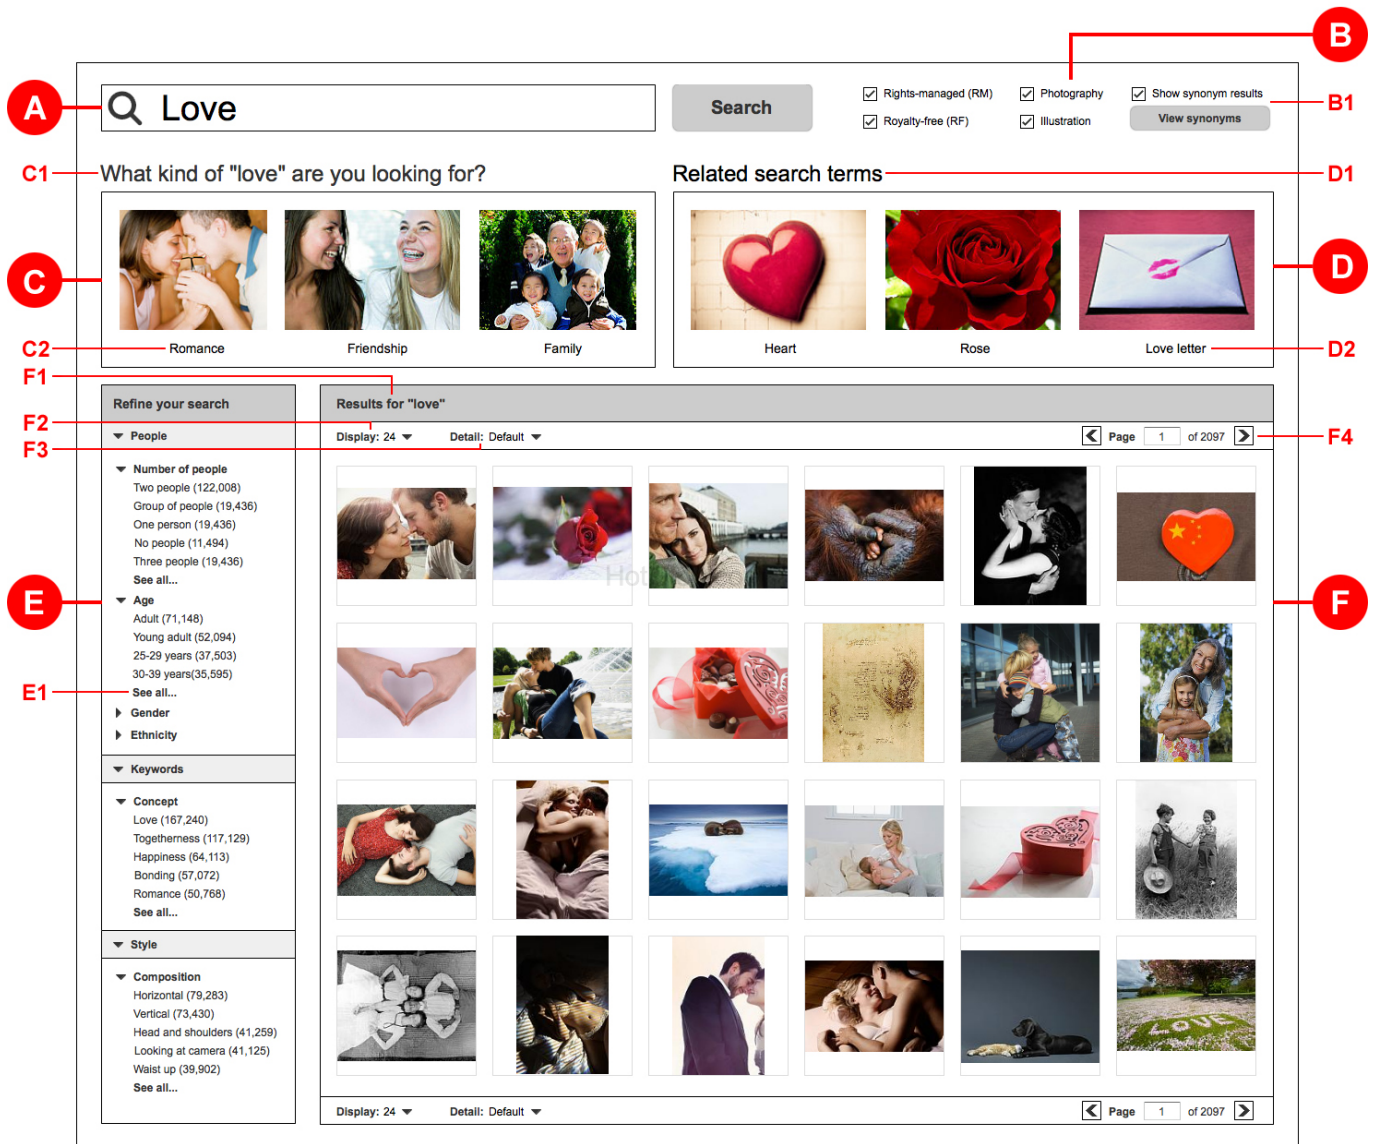 B
A
Love
Search
Rights-managed (RM)
Photography
Show synonym results
B1
Royalty-free (RF)
Illustration
View synonyms
C1
What kind of "love" are you looking for?
Related search terms
D1
C
D
C2
Romance
Friendship
Family
Heart
Rose
Love letter
D2
F1
Refine your search
Results for "love"
F2
F3
People
Display: 24
Detail: Default
Page 1 of 2097
F4
Number of people
Two people (122,008)
Group of people (19,436)
One person (19,436)
No people (11,494)
Three people (19,436)
See all...
E
Age
Adult (71,148)
Young adult (52,094)
25-29 years (37,503)
30-39 years(35,595)
E1
See all...
Gender
Ethnicity
F
Keywords
Concept
Love (167,240)
Togetherness (117,129)
Happiness (64,113)
Bonding (57,072)
Romance (50,768)
See all...
Style
Composition
Horizontal (79,283)
Vertical (73,430)
Head and shoulders (41,259)
Looking at camera (41,125)
Waist up (39,902)
See all...
LOVE
Display: 24
Detail: Default
Page 1 of 2097